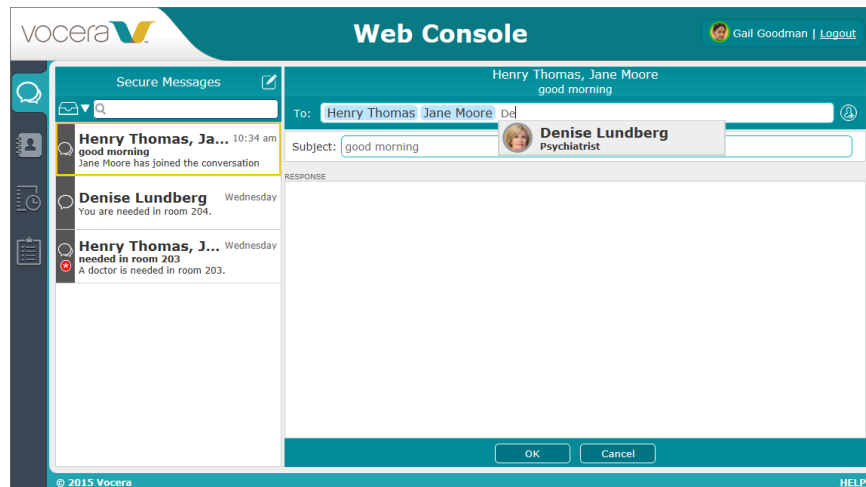 vocera
Web Console
Gail Goodman | Logout
Secure Messages
Henry Thomas, Ja... 10:34 am
good morning
Jane Moore has joined the conversation
Denise Lundberg Wednesday
You are needed in room 204.
Henry Thomas, J... Wednesday
needed in room 203
A doctor is needed in room 203.
Henry Thomas, Jane Moore
good morning
To: Henry Thomas Jane Moore De
Denise Lundberg
Psychiatrist
Subject: good morning
RESPONSE
OK Cancel
© 2015 Vocera
HELP